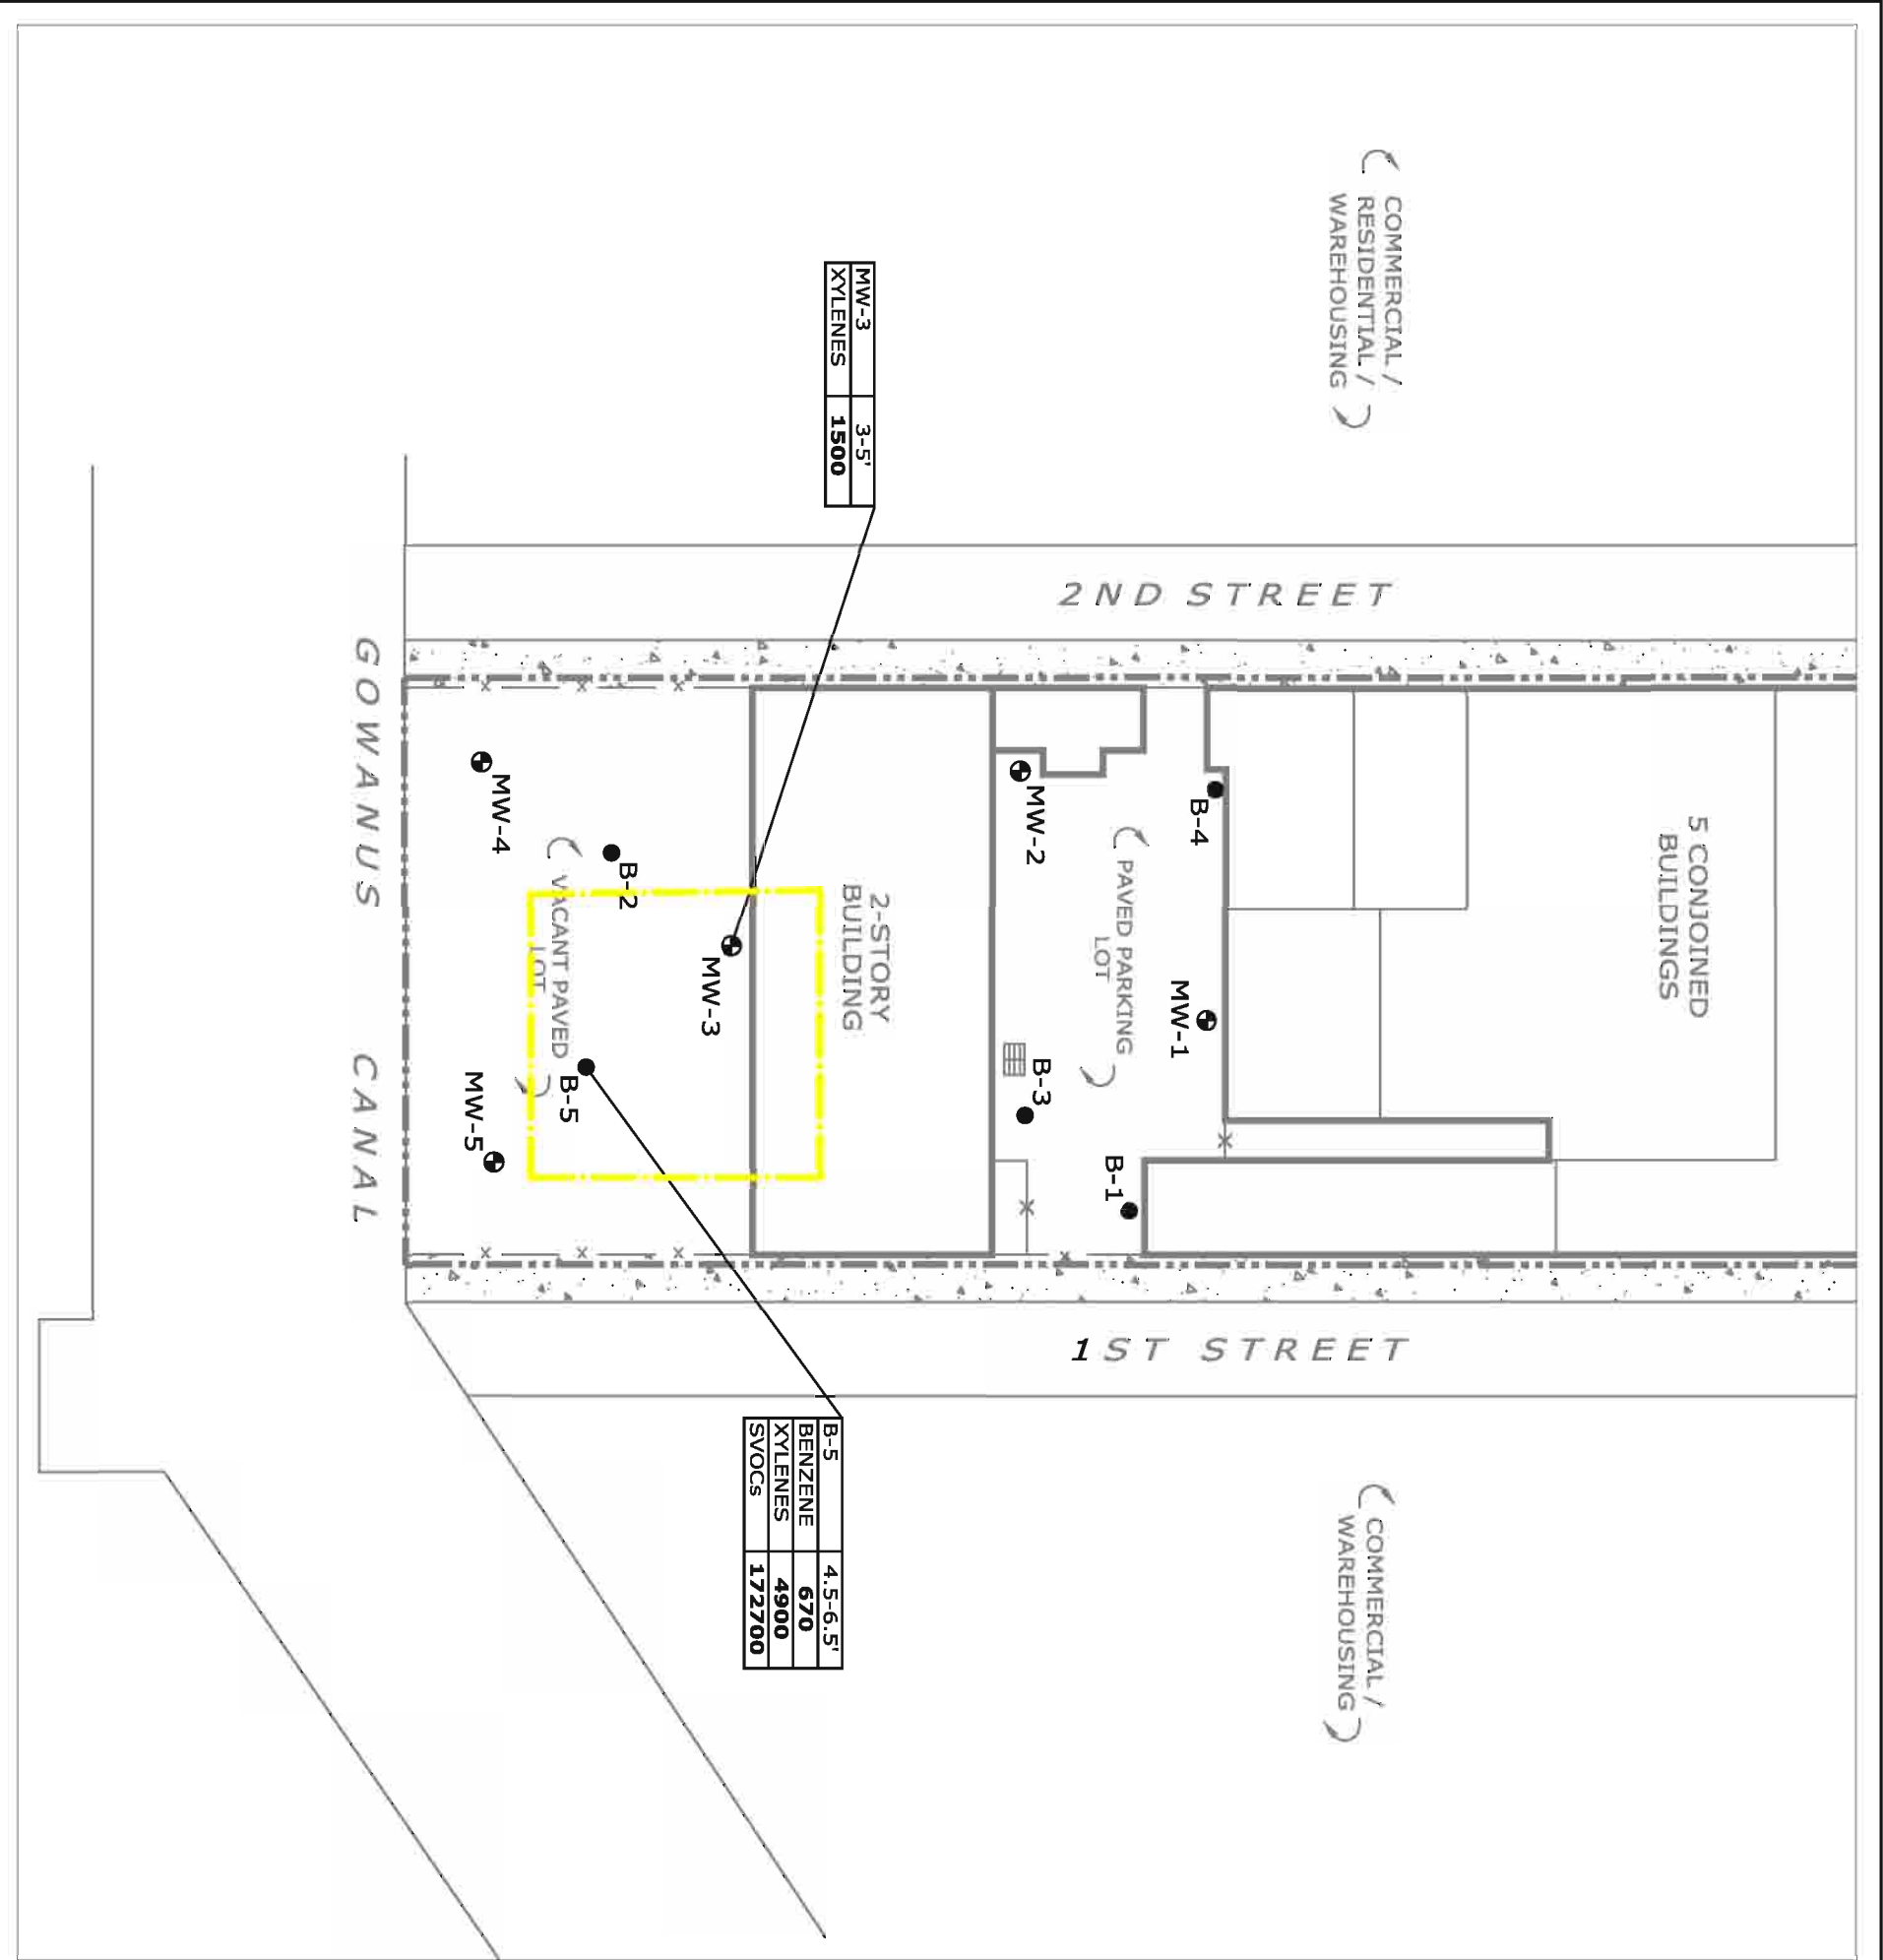 COMMERCIAL /
RESIDENTIAL /
WAREHOUSING
MW-3 3-5'
XYLENES 1500
2ND STREET
5 CONJOINED
BUILDINGS
B-4
MW-2
PAVED PARKING
LOT
MW-1
B-3
B-1
2-STORY
BUILDING
MW-4
B-2
VACANT PAVED
LOT
MW-3
B-5
MW-5
GOWANUS CANAL
1ST STREET
B-5 4.5-6.5'
BENZENE 670
XYLENES 4900
SVOCs 172700
COMMERCIAL /
WAREHOUSING